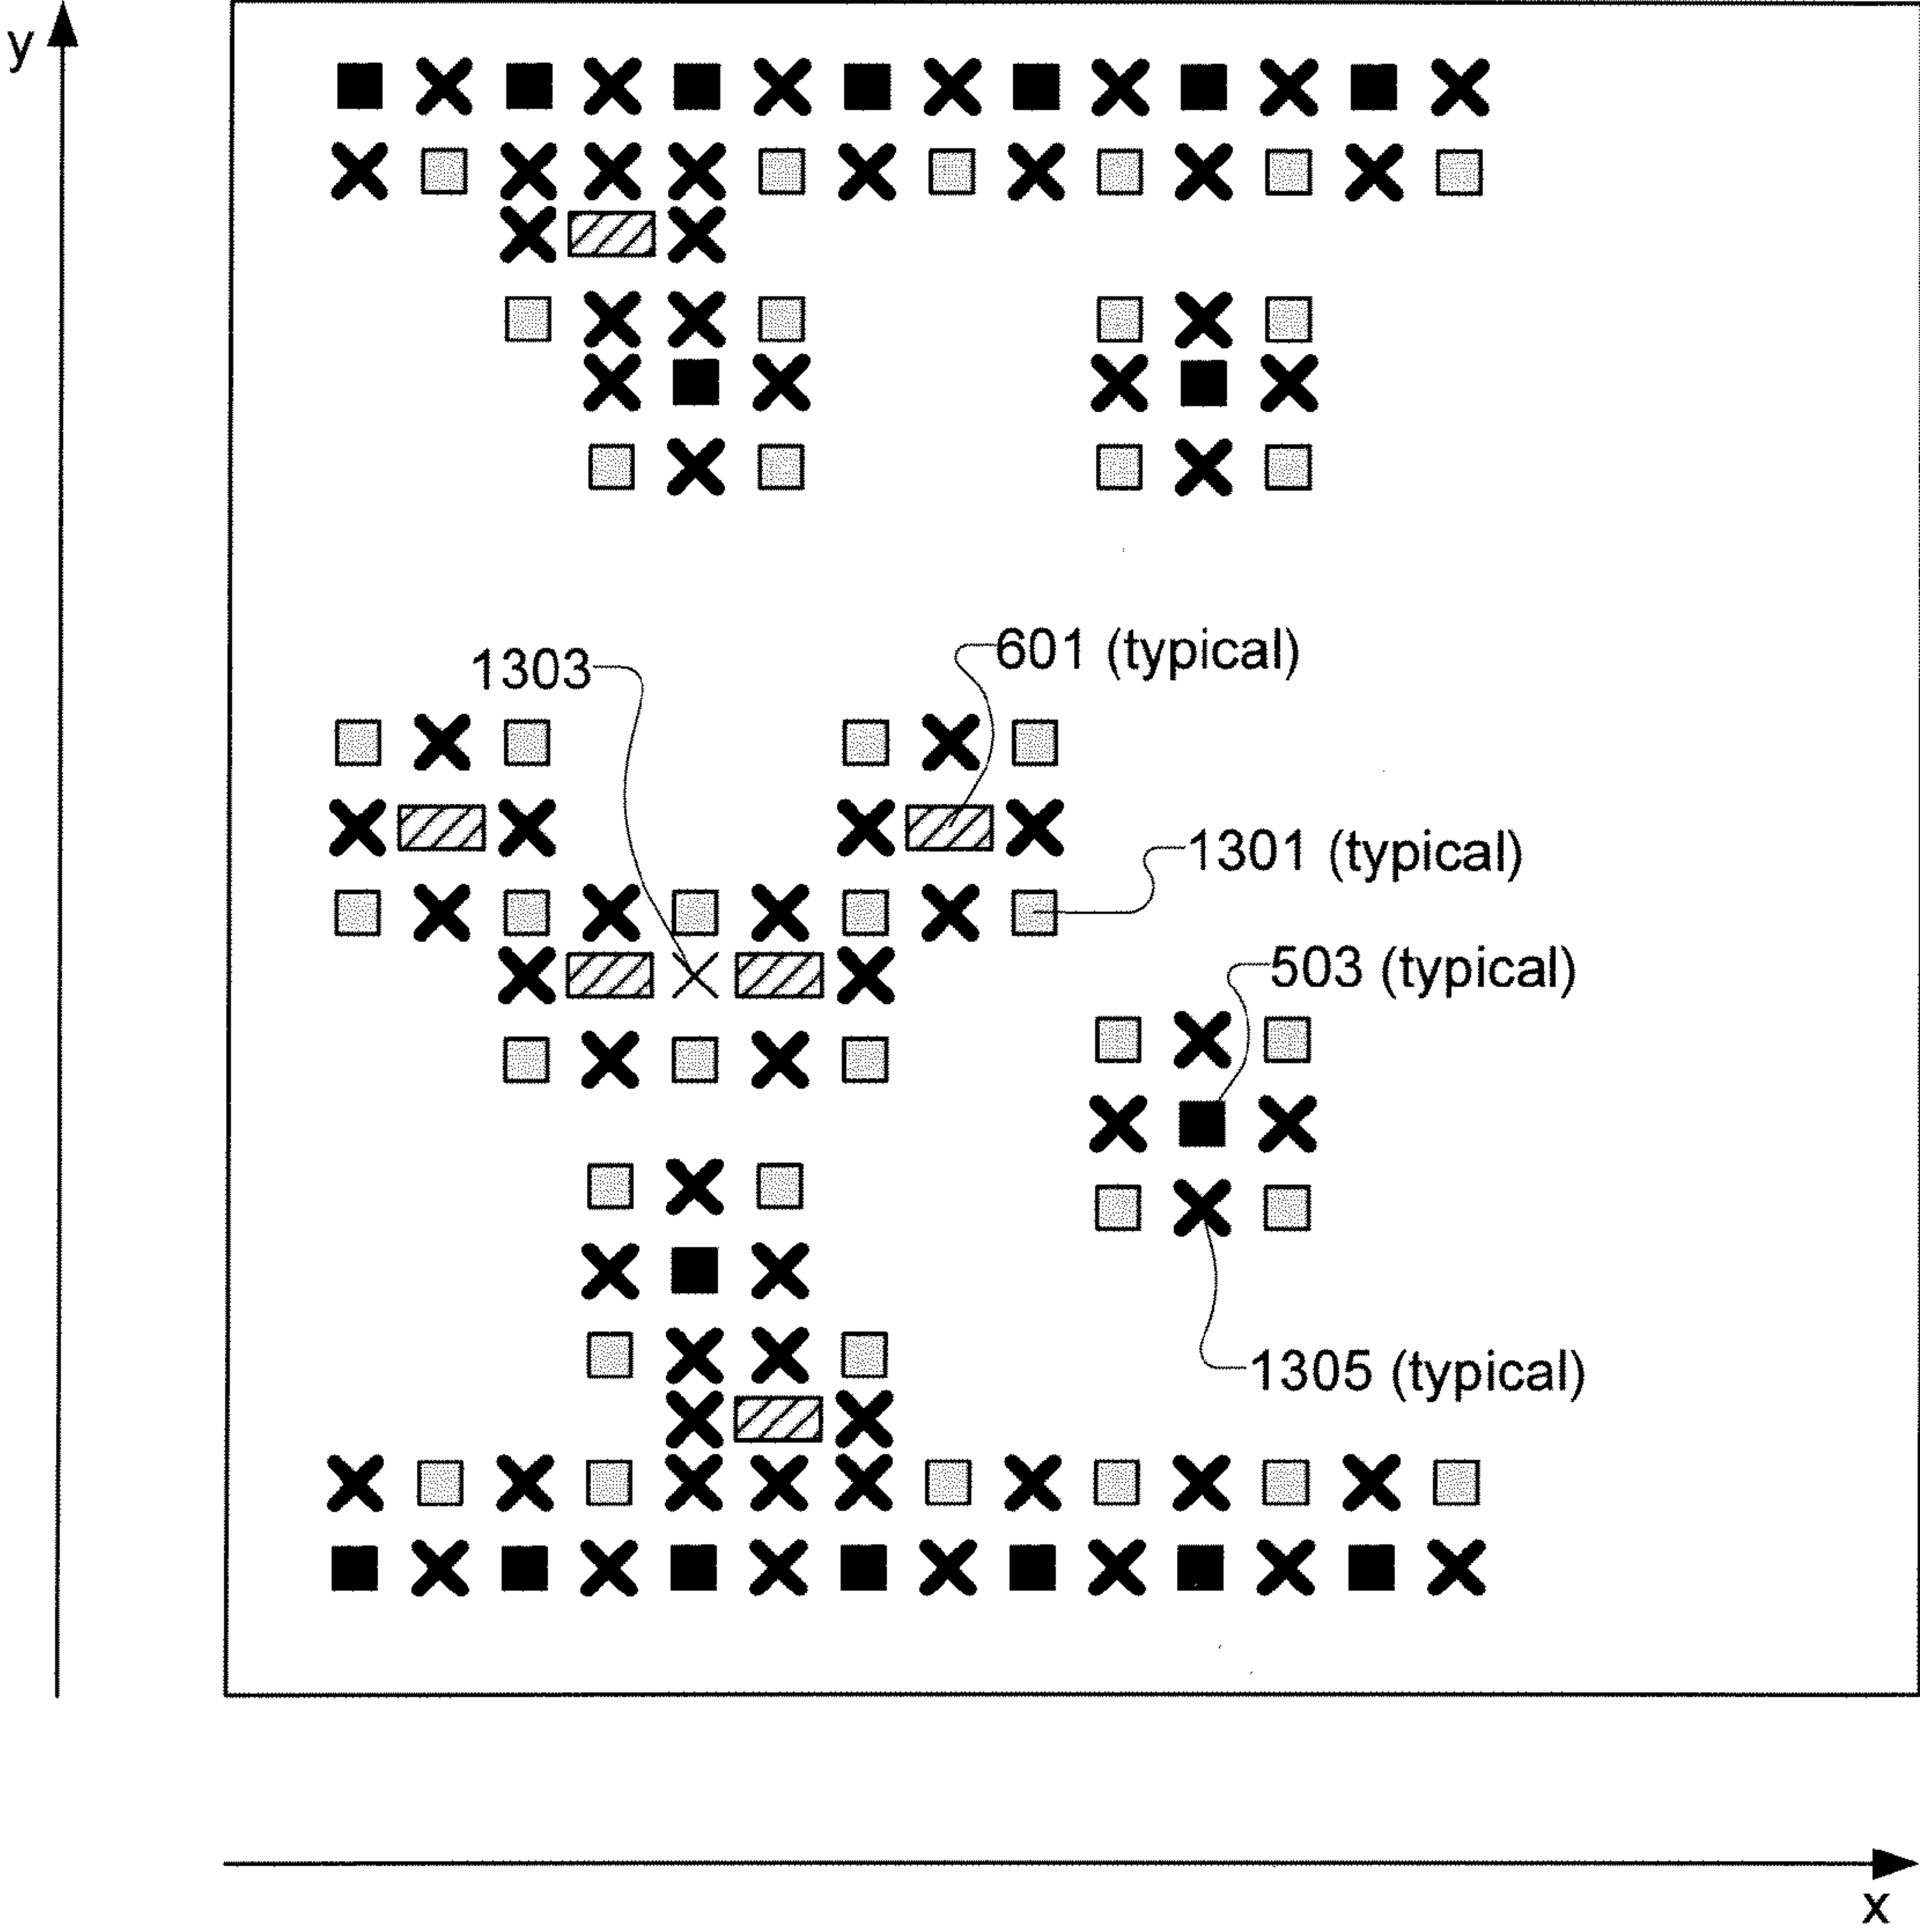 y
601 (typical)
1303
1301 (typical)
503 (typical)
1305 (typical)
x